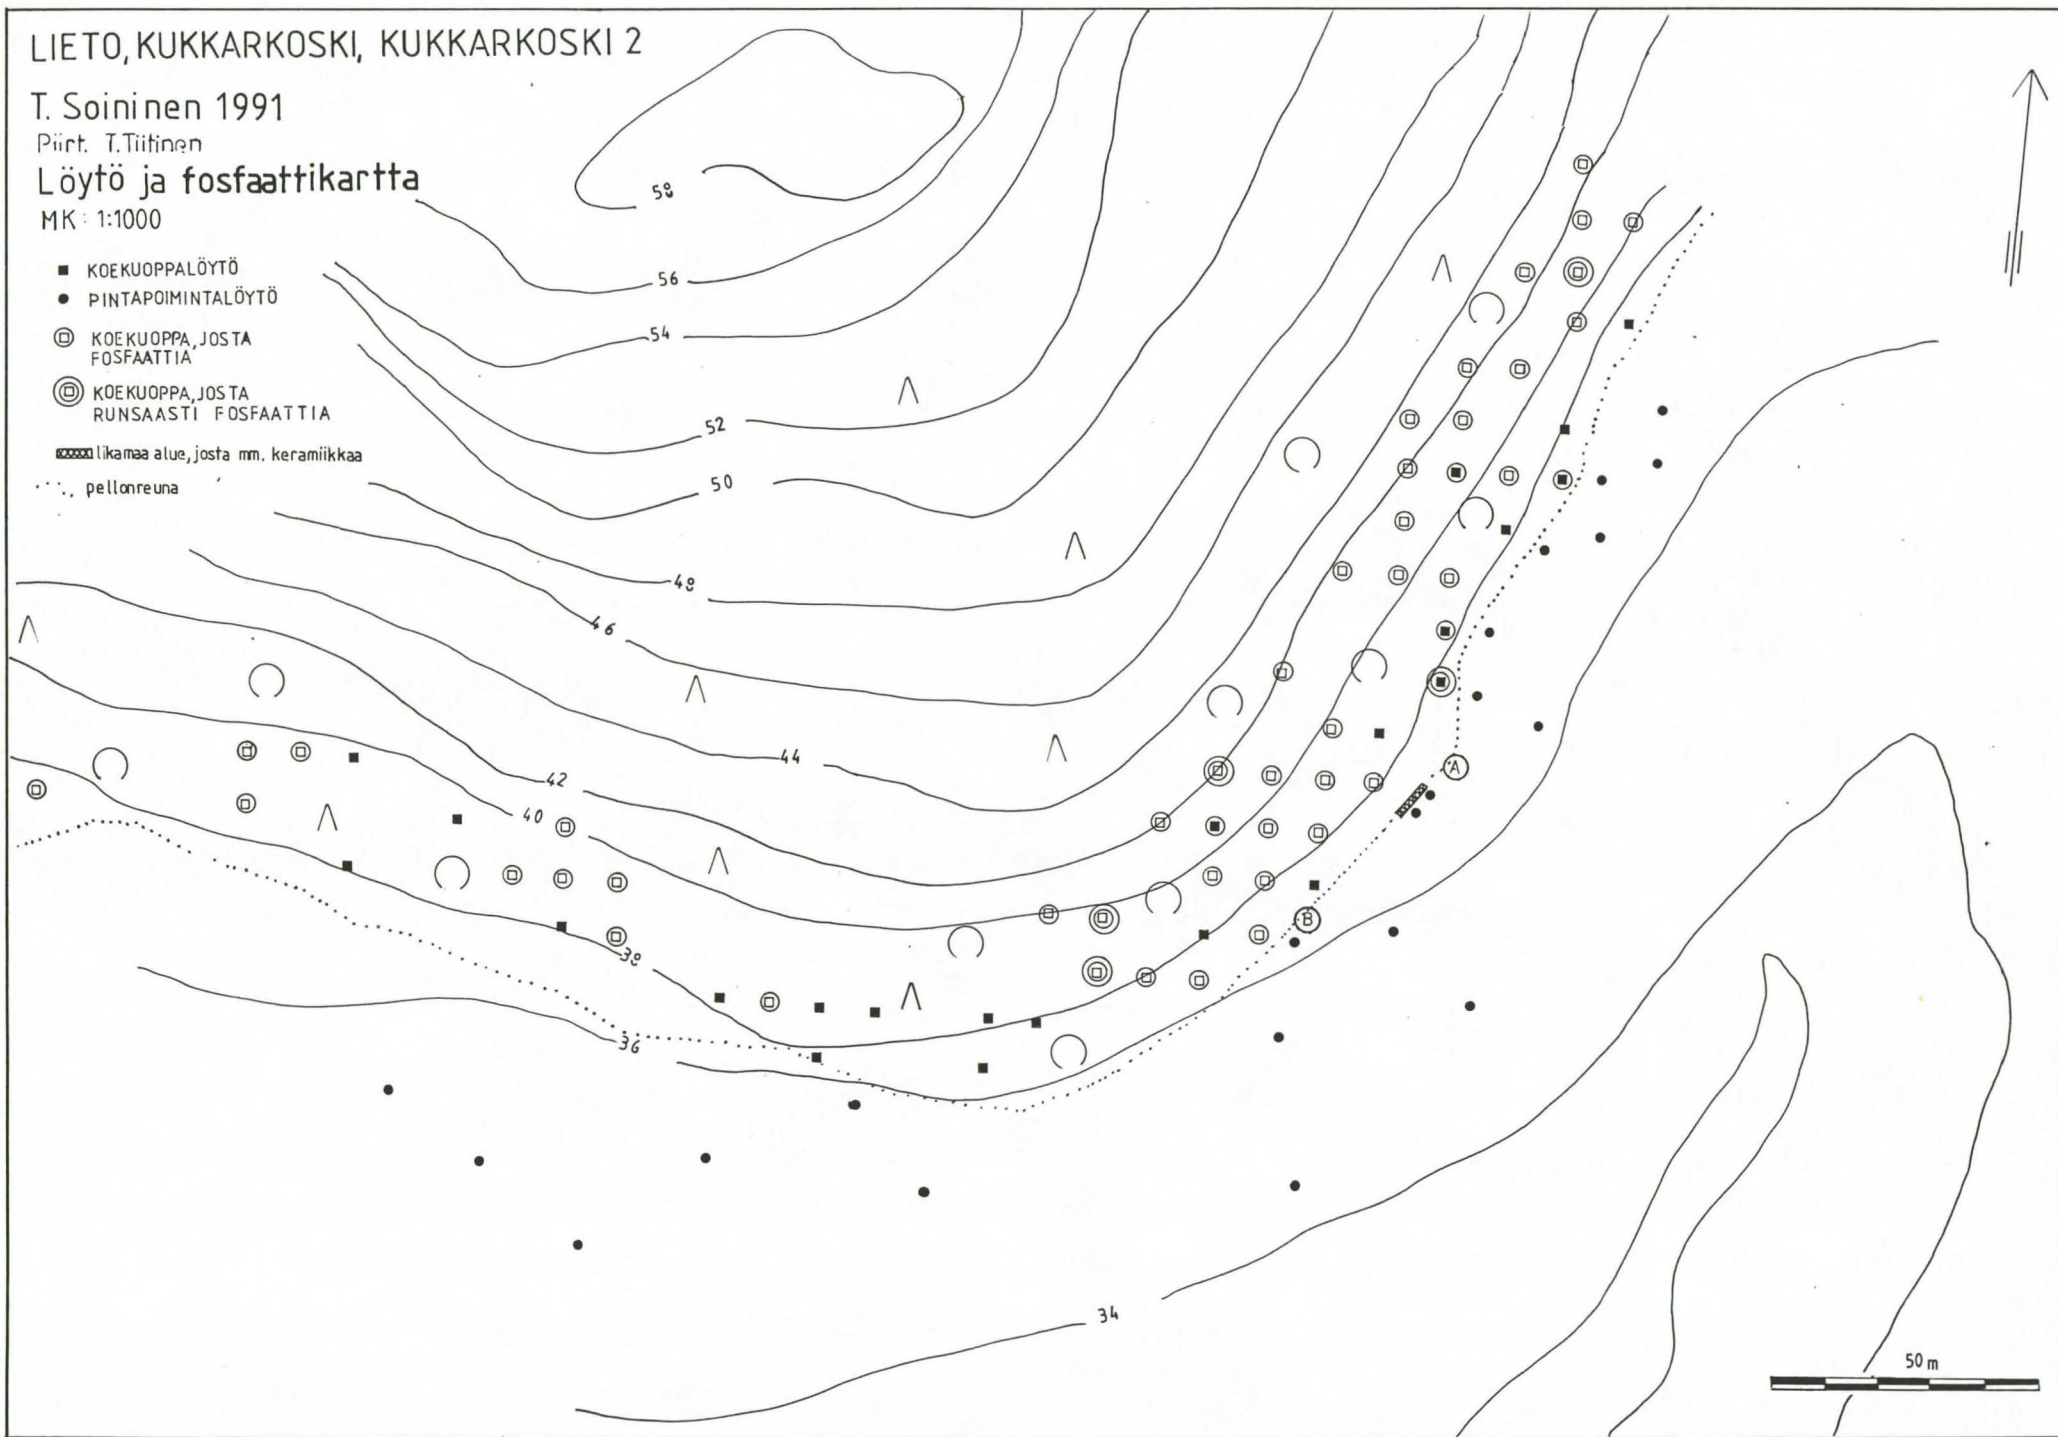 LIETO, KUKKARKOSKI, KUKKARKOSKI 2
T. Soininen 1991
Piirt. T.Tiitinen
Löytö ja fosfaattikartta
MK: 1:1000
KOEKUOPPALÖYTÖ
PINTAPOIMINTALÖYTÖ
KOEKUOPPA, JOSTA
FOSFAATTIA
KOEKUOPPA, JOSTA
RUNSAASTI FOSFAATTIA
likamaa alue, josta mm. keramiikkaa
pellonreuna
58
56
54
52
50
48
46
44
42
40
38
36
34
A
B
50 m